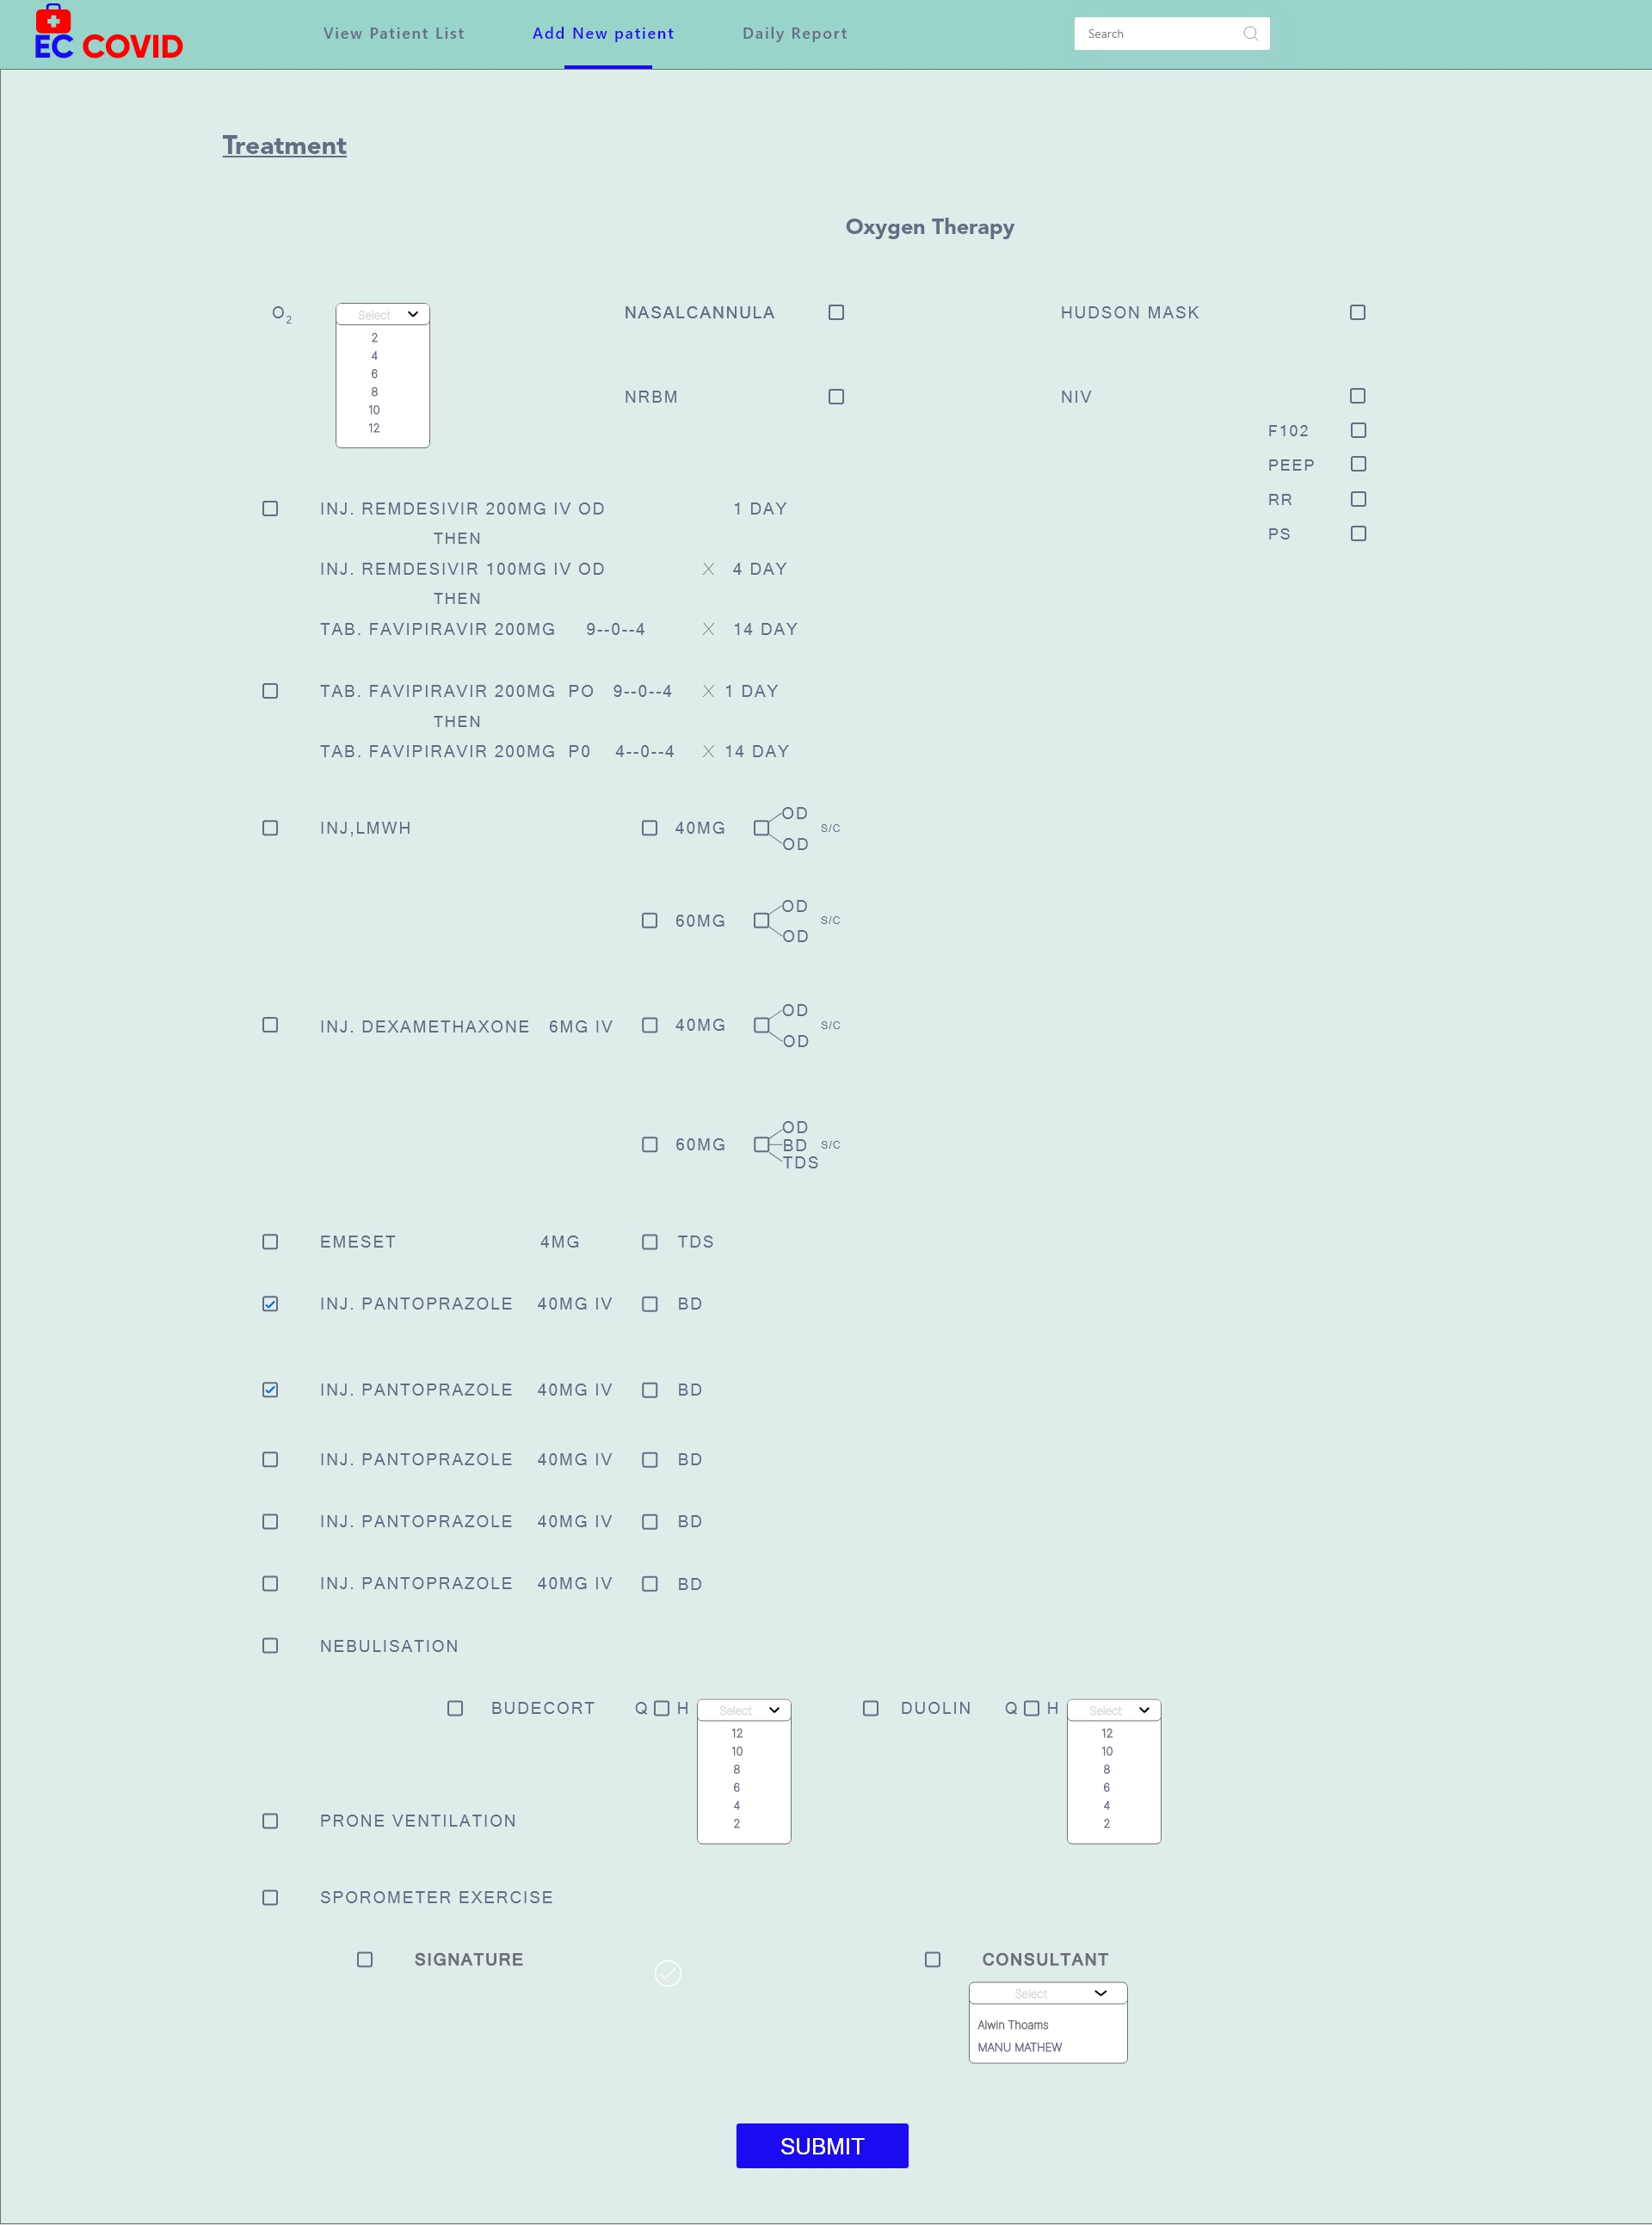 EC COVID
View Patient List Add New patient Daily Report Search
Treatment
Oxygen Therapy
O2 Select NASALCANNULA HUDSON MASK
2
4
6
8
10
12
NRBM NIV
F102
PEEP
RR
PS
INJ. REMDESIVIR 200MG IV OD 1 DAY
THEN
INJ. REMDESIVIR 100MG IV OD X 4 DAY
THEN
TAB. FAVIPIRAVIR 200MG 9--0--4 X 14 DAY
TAB. FAVIPIRAVIR 200MG PO 9--0--4 X 1 DAY
THEN
TAB. FAVIPIRAVIR 200MG P0 4--0--4 X 14 DAY
OD
INJ,LMWH 40MG S/C
OD
OD
60MG S/C
OD
OD
INJ. DEXAMETHAXONE 6MG IV 40MG S/C
OD
OD
60MG BD S/C
TDS
EMESET 4MG TDS
INJ. PANTOPRAZOLE 40MG IV BD
INJ. PANTOPRAZOLE 40MG IV BD
INJ. PANTOPRAZOLE 40MG IV BD
INJ. PANTOPRAZOLE 40MG IV BD
INJ. PANTOPRAZOLE 40MG IV BD
NEBULISATION
BUDECORT Q H Select DUOLIN Q H Select
12 12
10 10
8 8
6 6
4 4
2 2
PRONE VENTILATION
SPOROMETER EXERCISE
SIGNATURE CONSULTANT
Select
Alwin Thoams
MANU MATHEW
SUBMIT